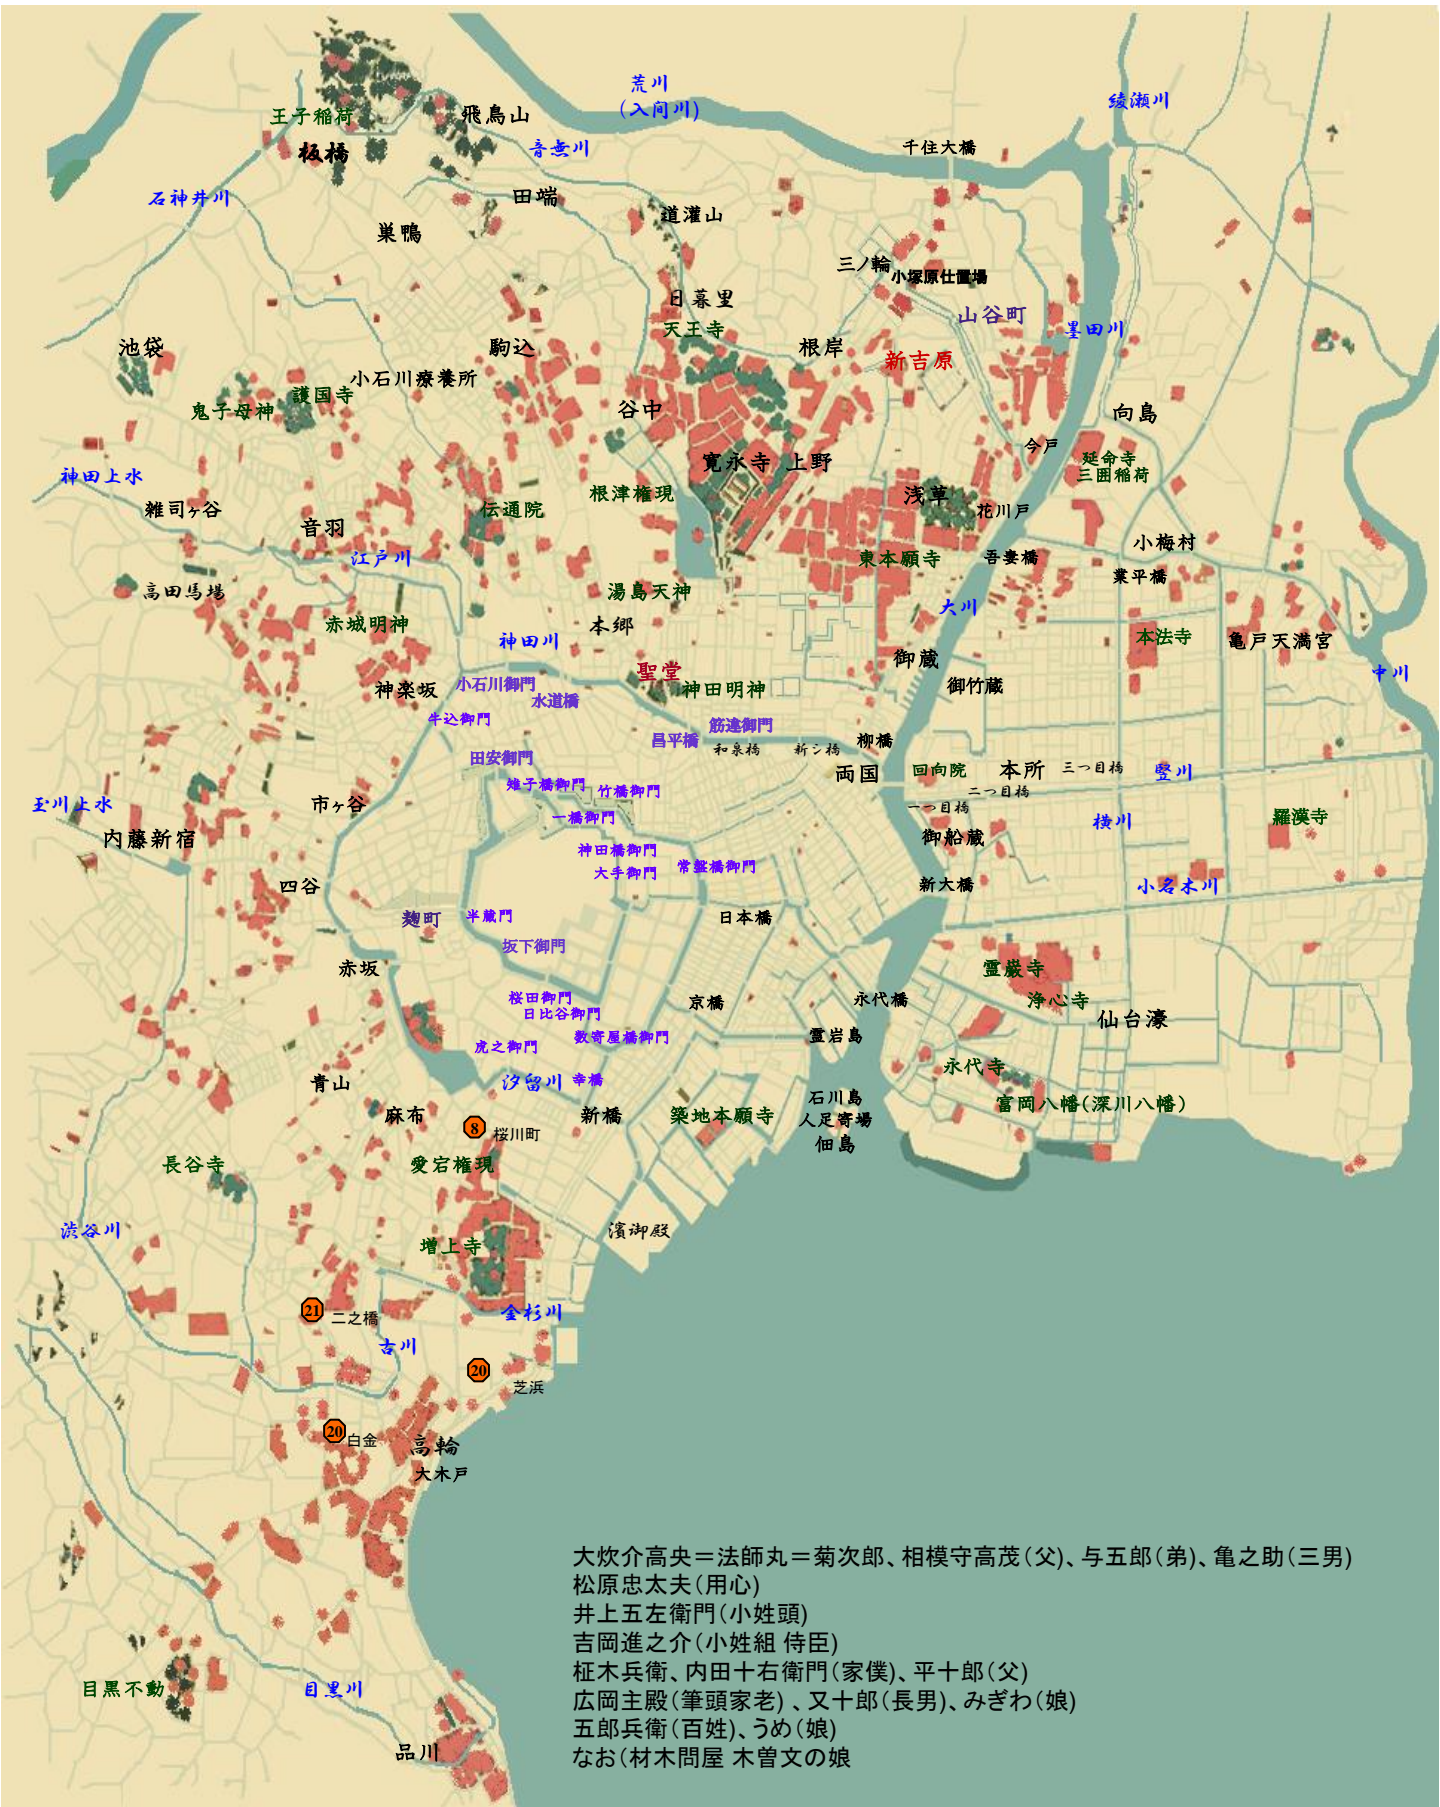 荒川
(入间川)
綾瀬川
王子稲荷
飛鳥山
板橋
音無川
千住大橋
石神井川
田端
道灌山
巣鴨
三ノ輪
小塚原仕置場
日暮里
山谷町
天王寺
墨田川
池袋
駒込
根岸
新吉原
小石川療養所
護国寺
鬼子母神
谷中
向島
今戸
延命寺
三囲稲荷
寛永寺
上野
神田上水
根津権現
浅草
花川戸
雑司ヶ谷
伝通院
音羽
小梅村
江戸川
東本願寺
吾妻橋
業平橋
高田馬場
湯島天神
大川
赤城明神
本郷
神田川
本法寺
亀戸天満宮
聖堂
御蔵
中川
神楽坂
小石川御門
水道橋
神田明神
御竹蔵
牛込御門
筋違御門
昌平橋
和泉橋
新シ橋
柳橋
田安御門
両国
回向院
本所
三つ目橋
竪川
雉子橋御門
竹橋御門
二つ目橋
玉川上水
市ヶ谷
一つ目橋
一橋御門
横川
羅漢寺
内藤新宿
御船蔵
神田橋御門
大手御門
常盤橋御門
四谷
新大橋
小名木川
麹町
半蔵門
日本橋
坂下御門
赤坂
霊巌寺
桜田御門
京橋
永代橋
浄心寺
日比谷御門
仙台濠
数寄屋橋御門
霊岩島
虎之御門
永代寺
青山
汐留川
幸橋
石川島
人足寄場
佃島
富岡八幡(深川八幡)
麻布
新橋
築地本願寺
8
桜川町
長谷寺
愛宕権現
渋谷川
濱御殿
増上寺
21
二之橋
金杉川
古川
20
芝浜
20
白金
高輪
大木戸
大炊介高央＝法師丸＝菊次郎、相模守高茂(父)、与五郎(弟)、亀之助(三男)
松原忠太夫(用心)
井上五左衛門(小姓頭)
吉岡進之介(小姓組 侍臣)
柾木兵衛、内田十右衛門(家僕)、平十郎(父)
広岡主殿(筆頭家老) 、又十郎(長男)、みぎわ(娘)
五郎兵衛(百姓)、うめ(娘)
なお(材木問屋 木曽文の娘
目黒不動
目黒川
品川